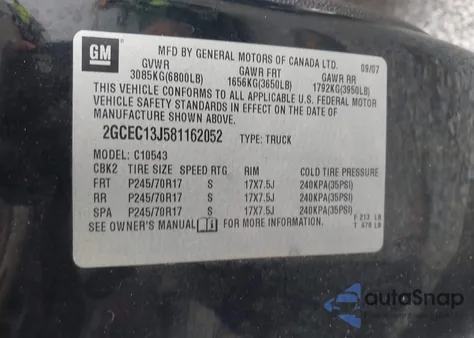 GM
MFD BY GENERAL MOTORS OF CANADA LTD.
09/07
GVWR GAWR FRT GAWR RR
3085KG(6800LB) 1656KG(3650LB) 1792KG(3950LB)
THIS VEHICLE CONFORMS TO ALL APPLICABLE U.S. FEDERAL MOTOR
VEHICLE SAFETY STANDARDS IN EFFECT ON THE DATE OF
MANUFACTURE SHOWN ABOVE.
2GCEC13J581162052 TYPE: TRUCK
MODEL: C10543
CBK2 TIRE SIZE SPEED RTG RIM COLD TIRE PRESSURE
FRT P245/70R17 S 17X7.5J 240KPA(35PSI)
RR P245/70R17 S 17X7.5J 240KPA(35PSI)
SPA P245/70R17 S 17X7.5J 240KPA(35PSI)
SEE OWNER'S MANUAL FOR MORE INFORMATION.
F 213 LB
T 678 LB
autoSnap